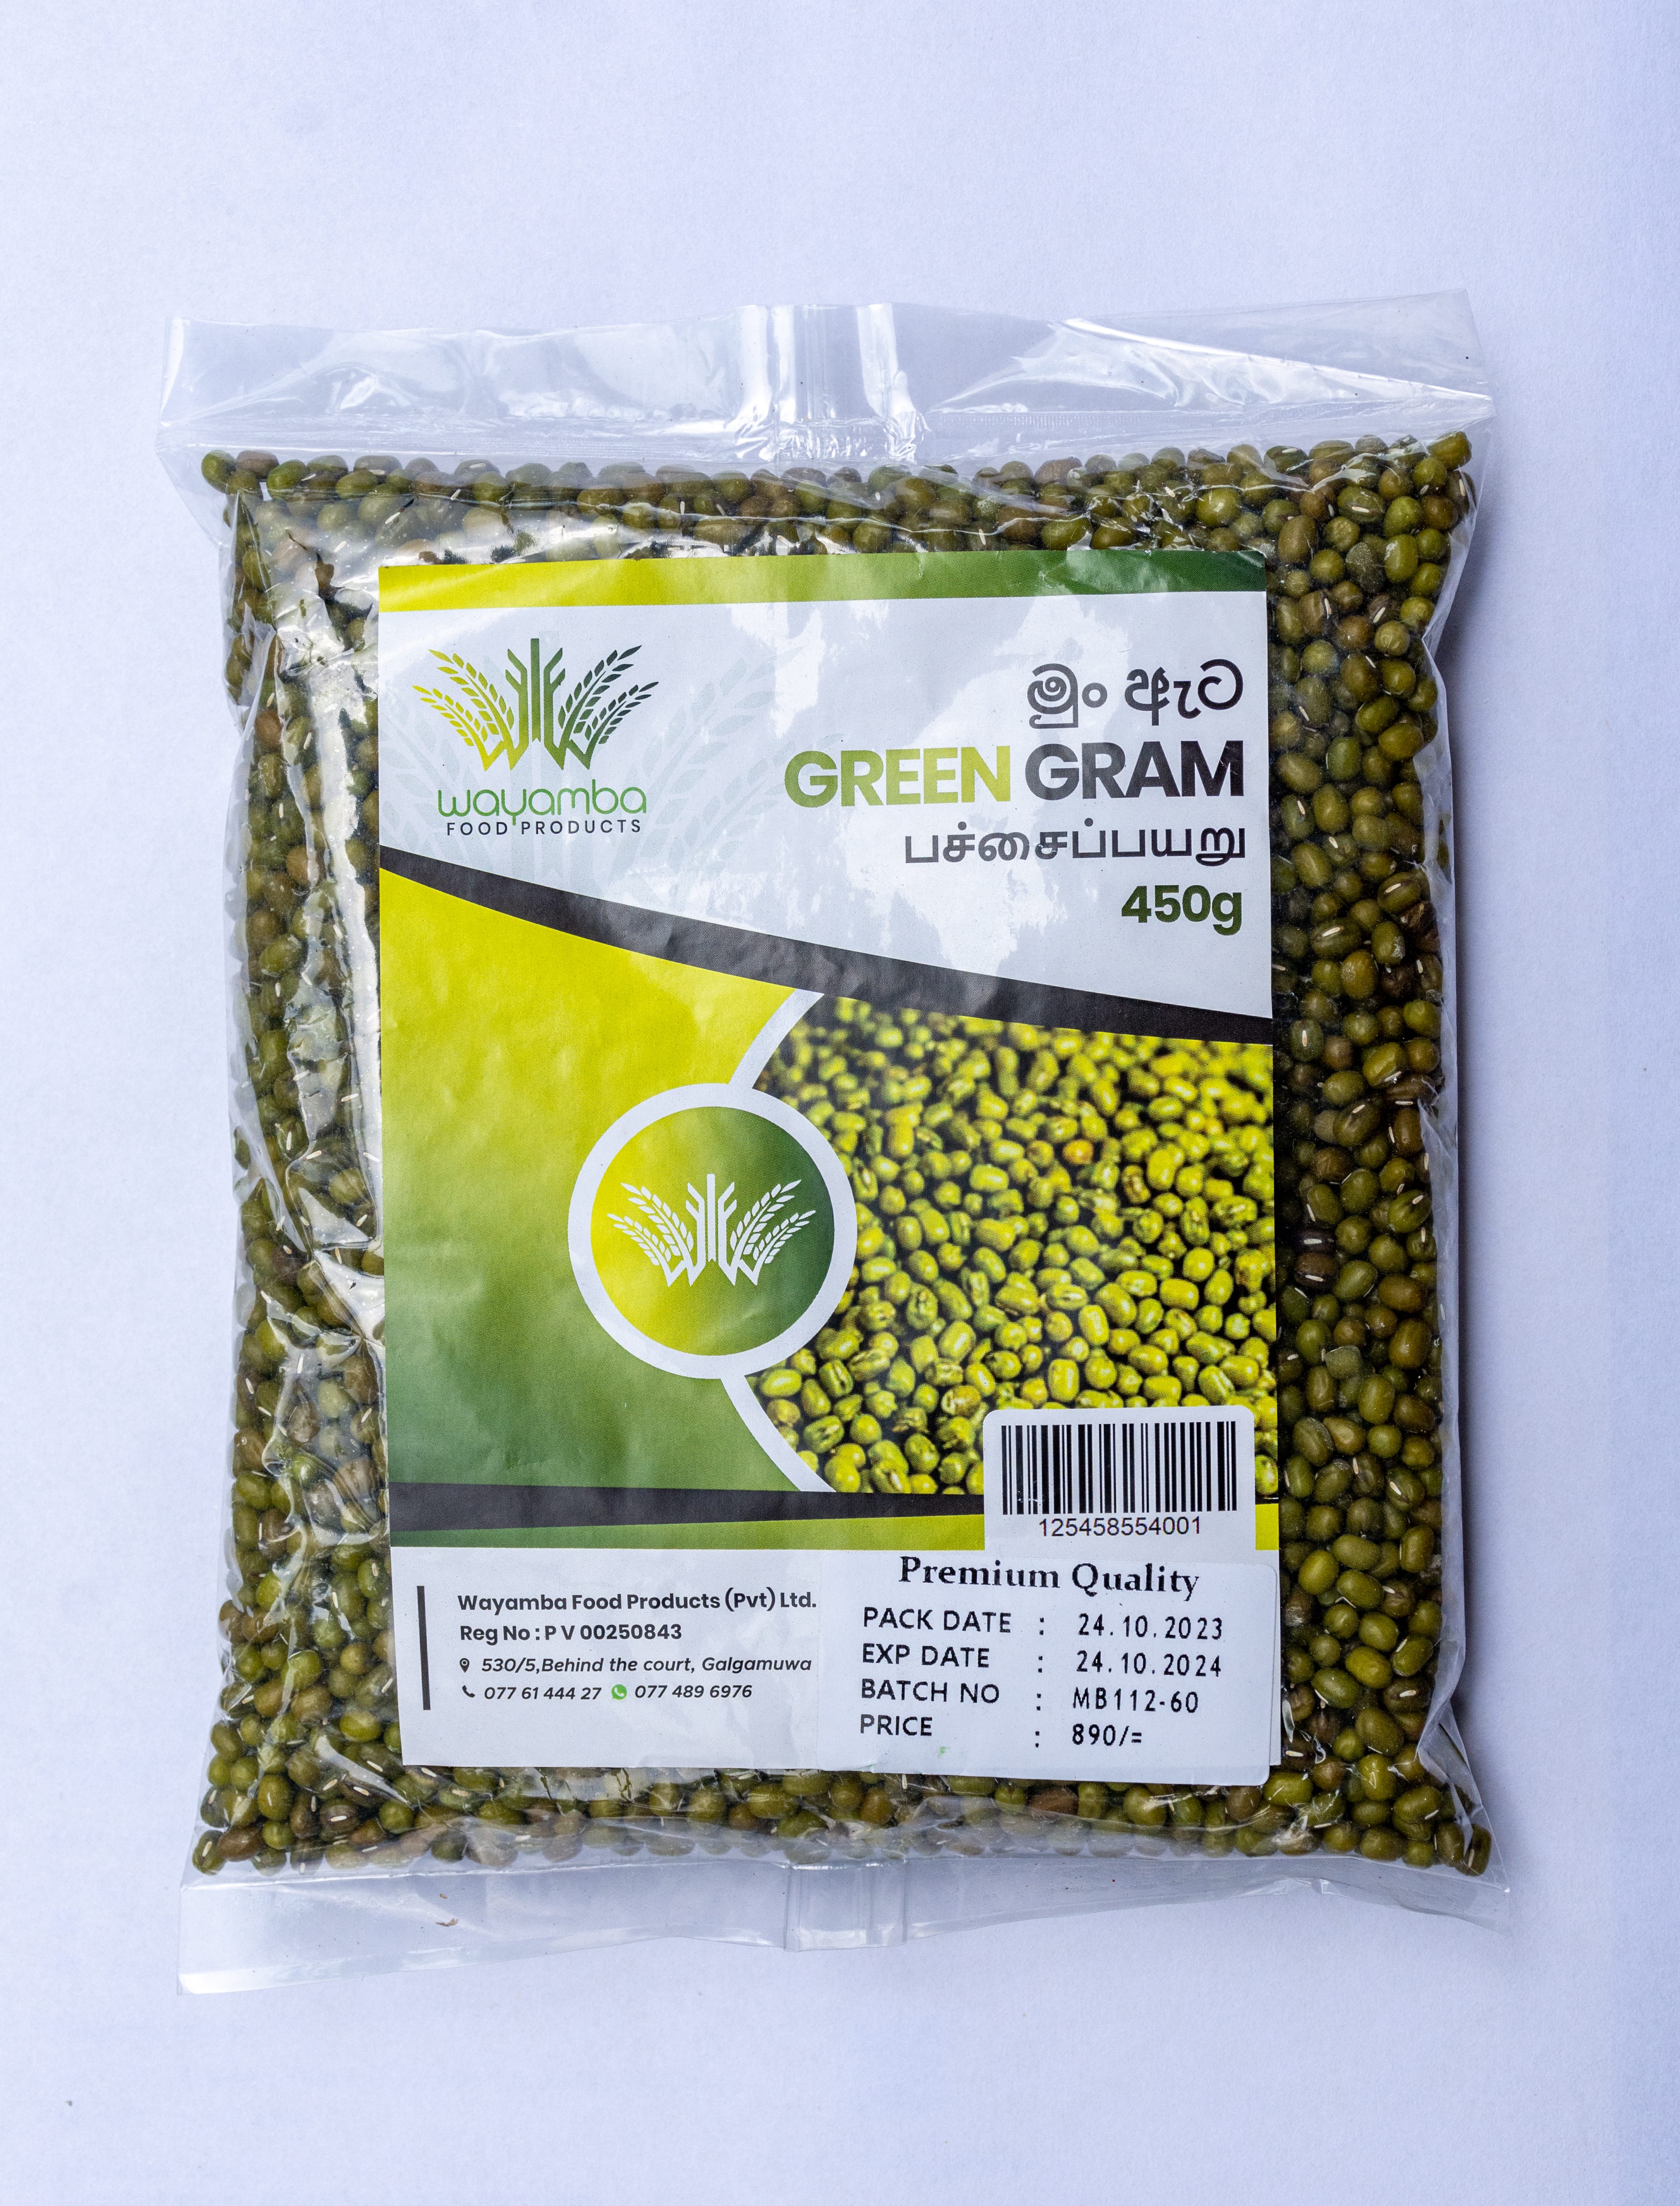 wayamba
FOOD PRODUCTS
මුං ඇට
GREEN GRAM
பச்சைப்பயறு
450g
125458554001
Premium Quality
PACK DATE : 24.10.2023
EXP DATE : 24.10.2024
BATCH NO : MB112-60
PRICE : 890/=
Wayamba Food Products (Pvt) Ltd.
Reg No : P V 00250843
530/5,Behind the court, Galgamuwa
077 61 444 27 077 489 6976